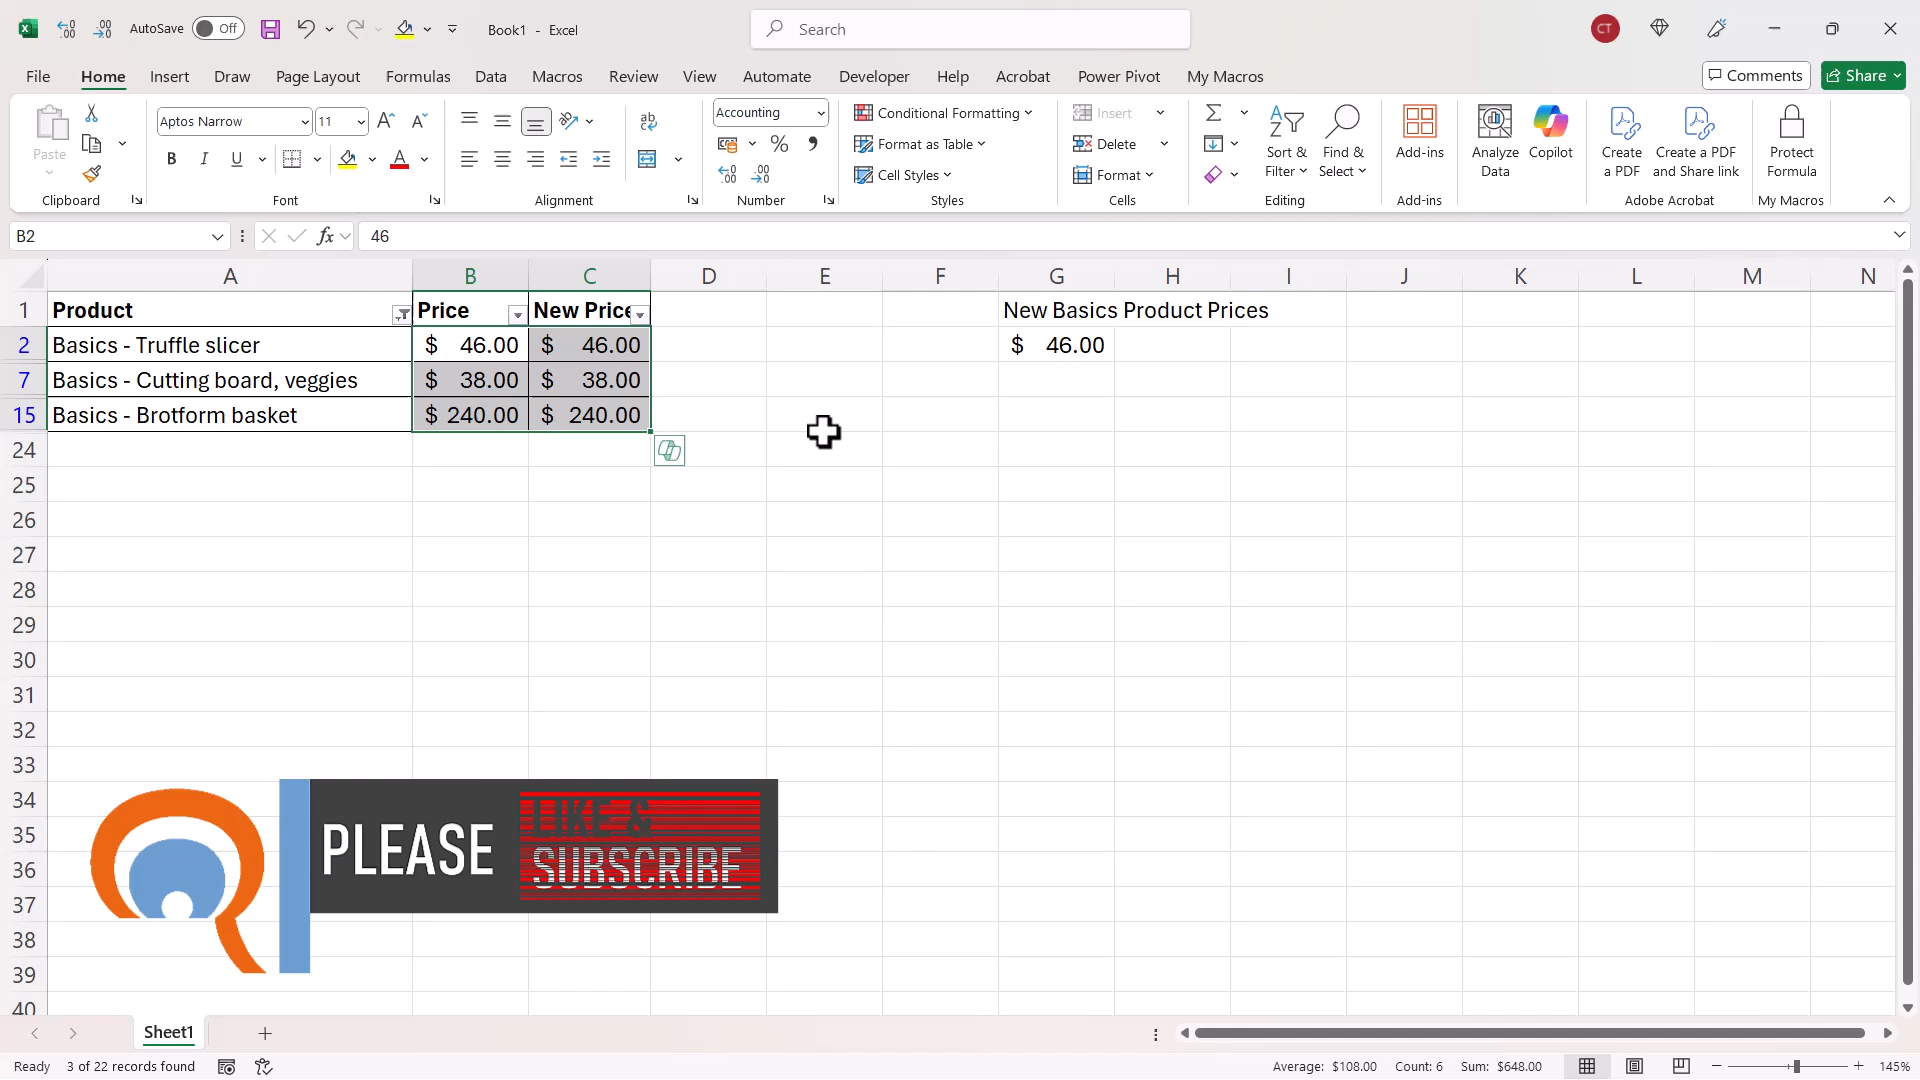 AutoSave Off Book1 - Excel Search CT
File Home Insert Draw Page Layout Formulas Data Macros Review View Automate Developer Help Acrobat Power Pivot My Macros Comments Share
Paste Aptos Narrow 11 B I U Accounting Conditional Formatting Format as Table Cell Styles Insert Delete Format
Sort & Filter Find & Select Add-ins Analyze Data Copilot Create a PDF Create a PDF and Share link Protect Formula
Clipboard Font Alignment Number Styles Cells Editing Add-ins Adobe Acrobat My Macros
B2 fx 46
A B C D E F G H I J K L M N
1 Product Price New Price New Basics Product Prices
2 Basics - Truffle slicer $ 46.00 $ 46.00 $ 46.00
7 Basics - Cutting board, veggies $ 38.00 $ 38.00
15 Basics - Brotform basket $ 240.00 $ 240.00
24
25
26
27
28
29
30
31
32
33
34
35
36
37
38
39
40
PLEASE LIKE &
SUBSCRIBE
Sheet1
Ready 3 of 22 records found Average: $108.00 Count: 6 Sum: $648.00 145%